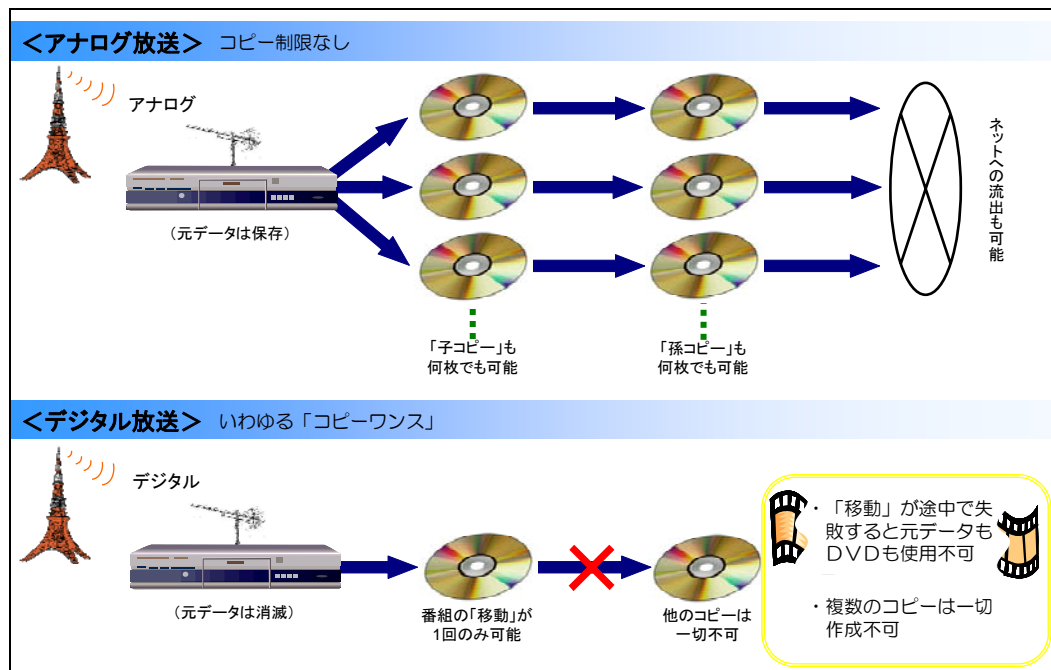 ＜アナログ放送＞ コピー制限なし
アナログ
（元データは保存）
「子コピー」も
何枚でも可能
「孫コピー」も
何枚でも可能
ネットへの流出も可能
＜デジタル放送＞ いわゆる「コピーワンス」
デジタル
（元データは消滅）
番組の「移動」が
1回のみ可能
他のコピーは
一切不可
・「移動」が途中で失
敗すると元データも
ＤＶＤも使用不可
・複数のコピーは一切
作成不可